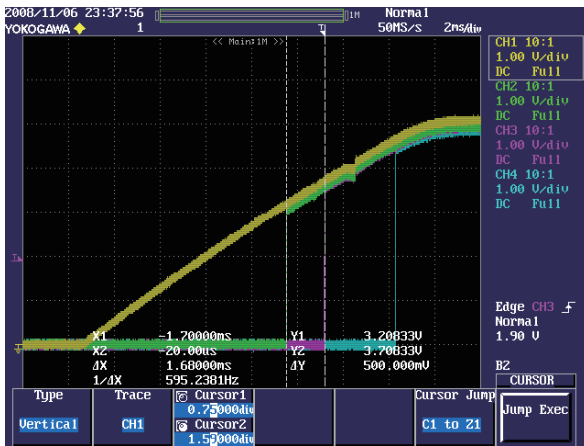 2008/11/06 23:37:56 1M Normal
YOKOGAWA 1 50MS/s 2ms/div
<< Main:1M >>
CH1 10:1
1.00 V/div
DC Full
CH2 10:1
1.00 V/div
DC Full
CH3 10:1
1.00 V/div
DC Full
CH4 10:1
1.00 V/div
DC Full
Edge CH3
Normal
1.90 V
X1 -1.70000ms Y1 3.20833V
X2 -20.00us Y2 3.70833V
ΔX 1.68000ms ΔY 500.000mV
1/ΔX 595.2381Hz
B2
CURSOR
Type Trace Cursor1 Cursor Jump
0.75000div
Cursor2
Vertical CH1 1.59000div C1 to Z1 Jump Exec